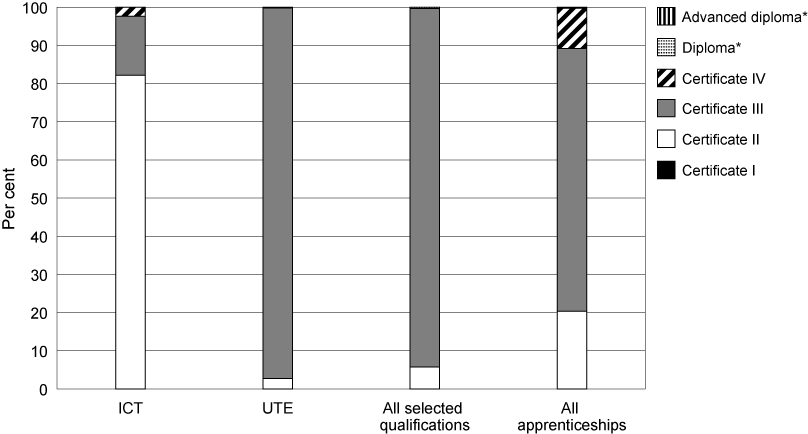 Per cent
100
90
80
70
60
50
40
30
20
10
0
ICT
UTE
All selected
qualifications
All
apprenticeships
Advanced diploma*
Diploma*
Certificate IV
Certificate III
Certificate II
Certificate I